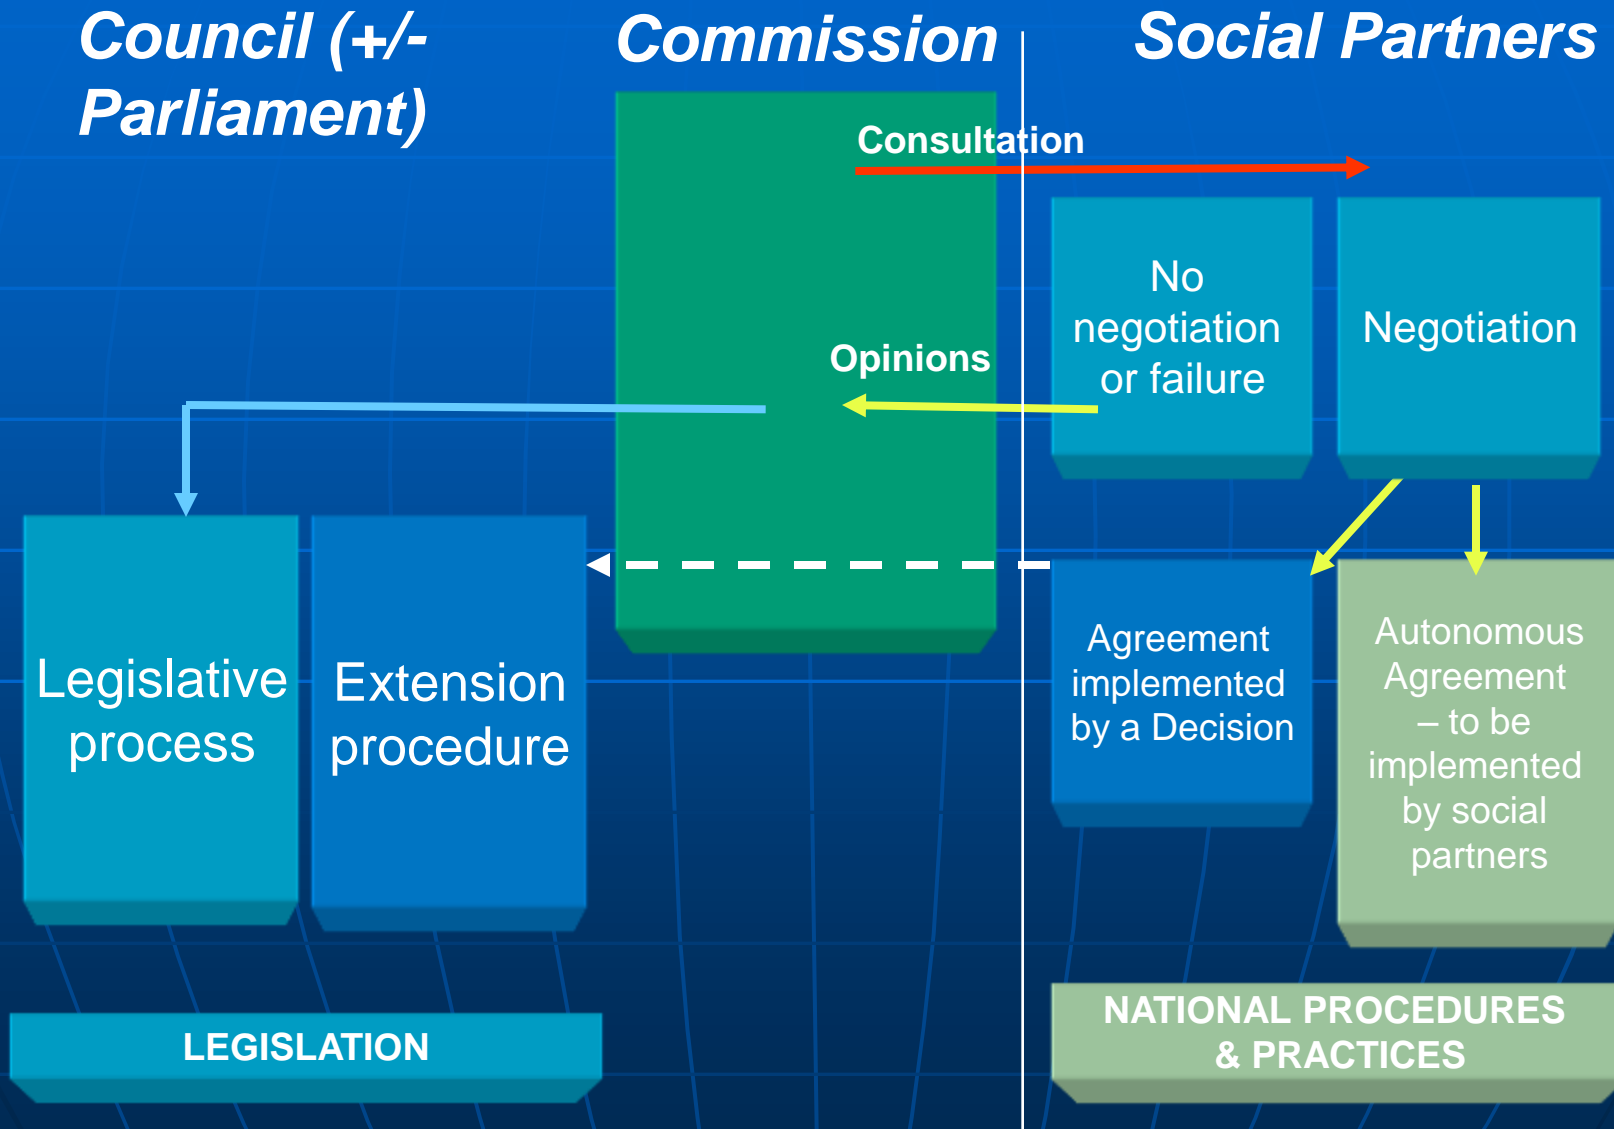 Council (+/-
Parliament)
Commission
Social Partners
Consultation
No
negotiation
or failure
Negotiation
Opinions
Legislative
process
Extension
procedure
Agreement
implemented
by a Decision
Autonomous
Agreement
– to be
implemented
by social
partners
LEGISLATION
NATIONAL PROCEDURES
& PRACTICES